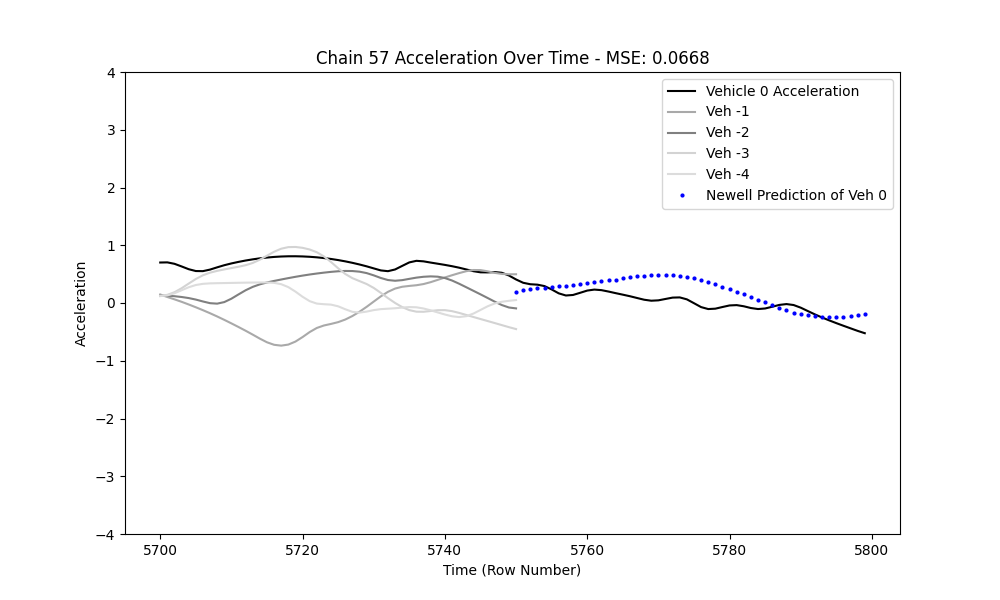 Chain 57 Acceleration Over Time - MSE: 0.0668
Vehicle 0 Acceleration
Veh -1
Veh -2
Veh -3
Veh -4
Newell Prediction of Veh 0
Acceleration
4
3
2
1
0
−1
−2
−3
−4
5700 5720 5740 5760 5780 5800
Time (Row Number)